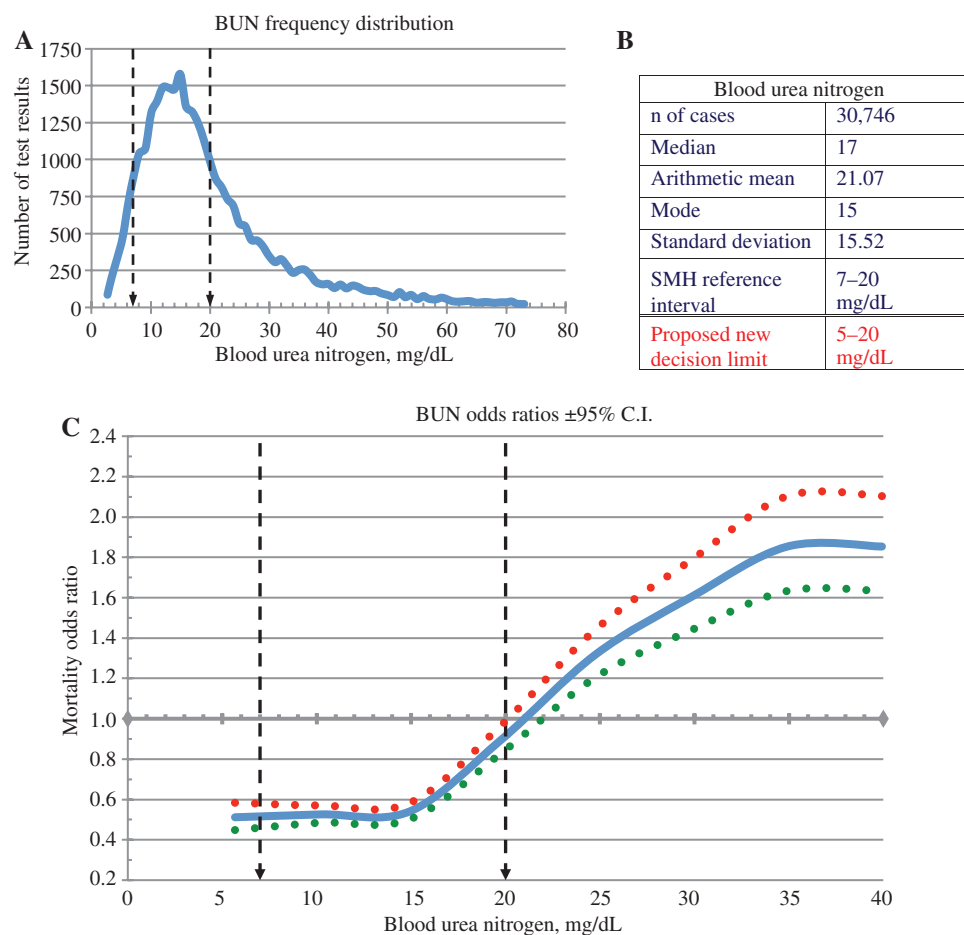 A
BUN frequency distribution
Number of test results
1750
1500
1250
1000
750
500
250
0
0 10 20 30 40 50 60 70 80
Blood urea nitrogen, mg/dL
B
Blood urea nitrogen
n of cases 30,746
Median 17
Arithmetic mean 21.07
Mode 15
Standard deviation 15.52
SMH reference 7–20
interval mg/dL
Proposed new 5–20
decision limit mg/dL
C
BUN odds ratios ±95% C.I.
Mortality odds ratio
2.4
2.2
2.0
1.8
1.6
1.4
1.2
1.0
0.8
0.6
0.4
0.2
0 5 10 15 20 25 30 35 40
Blood urea nitrogen, mg/dL